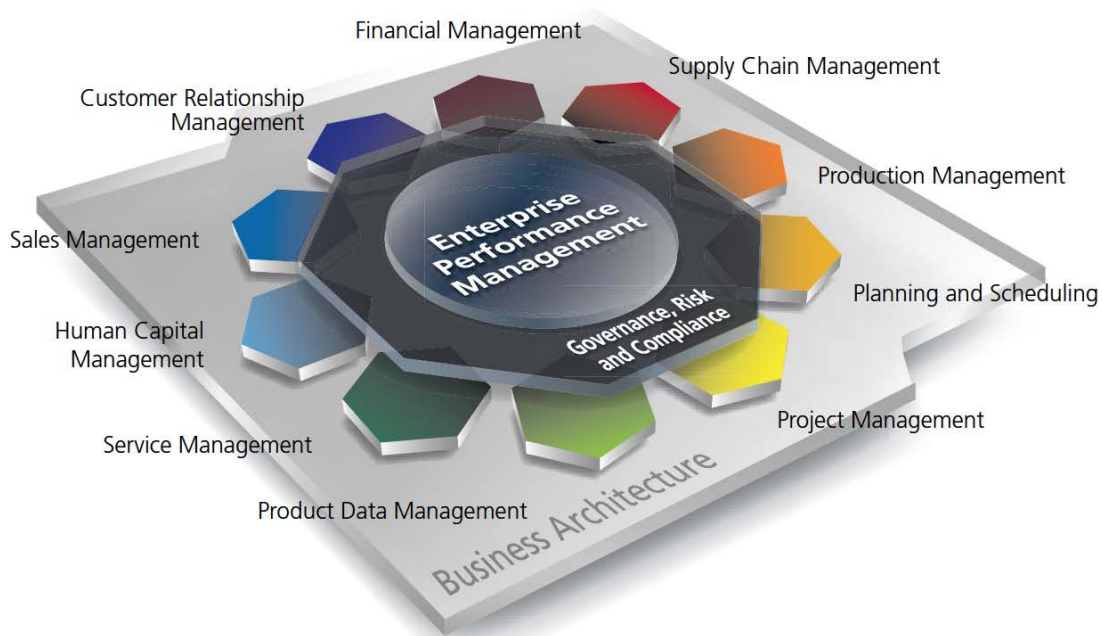 Financial Management
Supply Chain Management
Customer Relationship
Management
Production Management
Enterprise
Performance
Management
Sales Management
Planning and Scheduling
Governance, Risk
and Compliance
Human Capital
Management
Project Management
Service Management
Product Data Management
Business Architecture